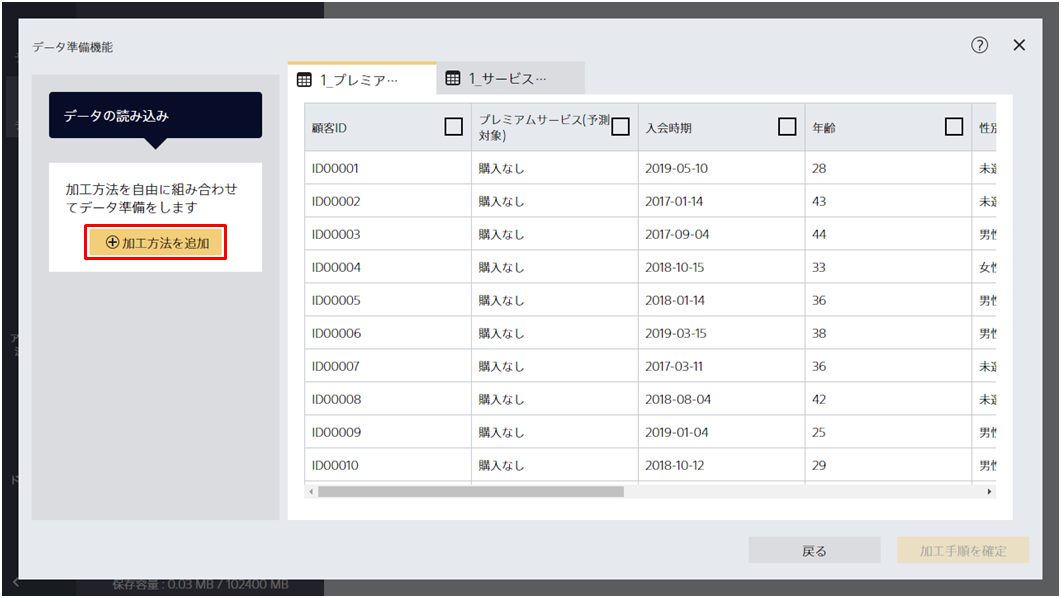 データ準備機能
データの読み込み
加工方法を自由に組み合わせ
てデータ準備をします
加工方法を追加
1_プレミア…
1_サービス…
顧客ID
プレミアムサービス(予測
対象)
入会時期
年齢
性別
ID00001 購入なし 2019-05-10 28 未選
ID00002 購入なし 2017-01-14 43 未選
ID00003 購入なし 2017-09-04 44 男性
ID00004 購入なし 2018-10-15 33 女性
ID00005 購入なし 2018-01-14 36 男性
ID00006 購入なし 2019-03-15 38 男性
ID00007 購入なし 2017-03-11 36 未選
ID00008 購入なし 2018-08-04 42 未選
ID00009 購入なし 2019-01-04 25 男性
ID00010 購入なし 2018-10-12 29 男性
戻る
加工手順を確定
保存容量 : 0.03 MB / 102400 MB